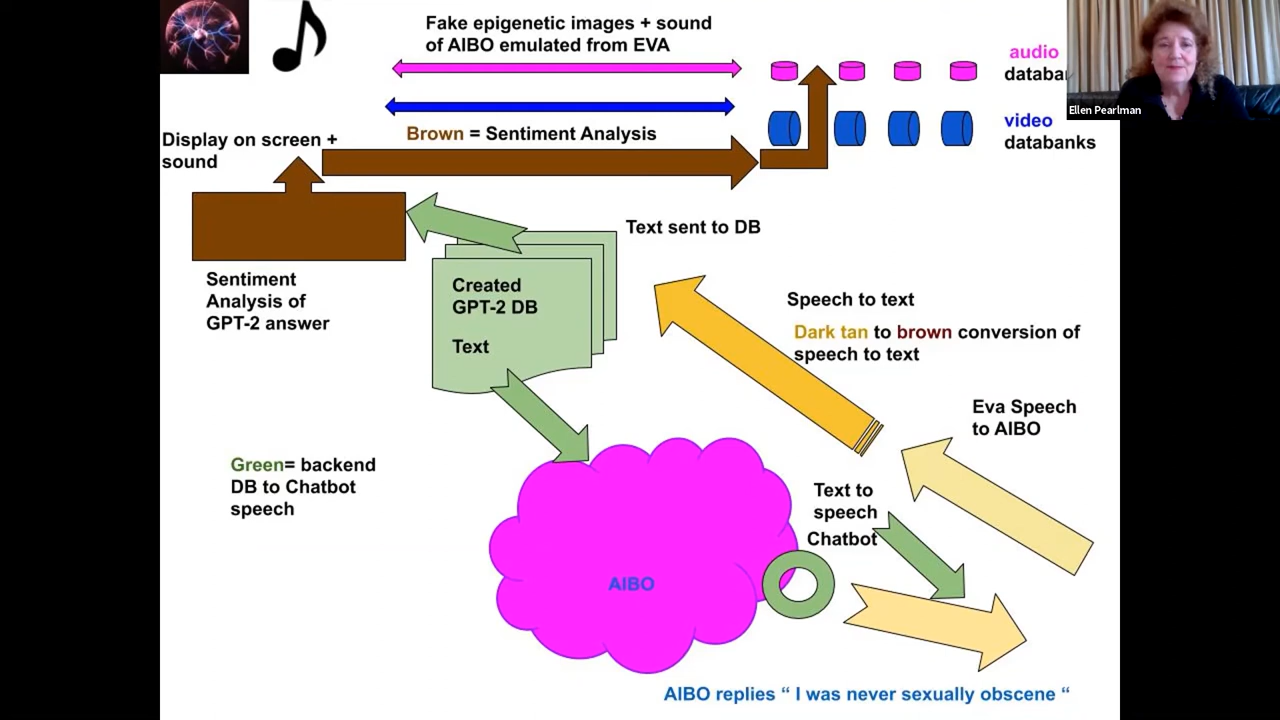 Fake epigenetic images + sound
of AIBO emulated from EVA
audio
Ellen Pearlman
video
databanks
Brown = Sentiment Analysis
Display on screen +
sound
Text sent to DB
Sentiment
Analysis of
GPT-2 answer
Created
GPT-2 DB
Text
Speech to text
Dark tan to brown conversion of
speech to text
Eva Speech
to AIBO
Green= backend
DB to Chatbot
speech
Text to
speech
Chatbot
AIBO
AIBO replies “ I was never sexually obscene “